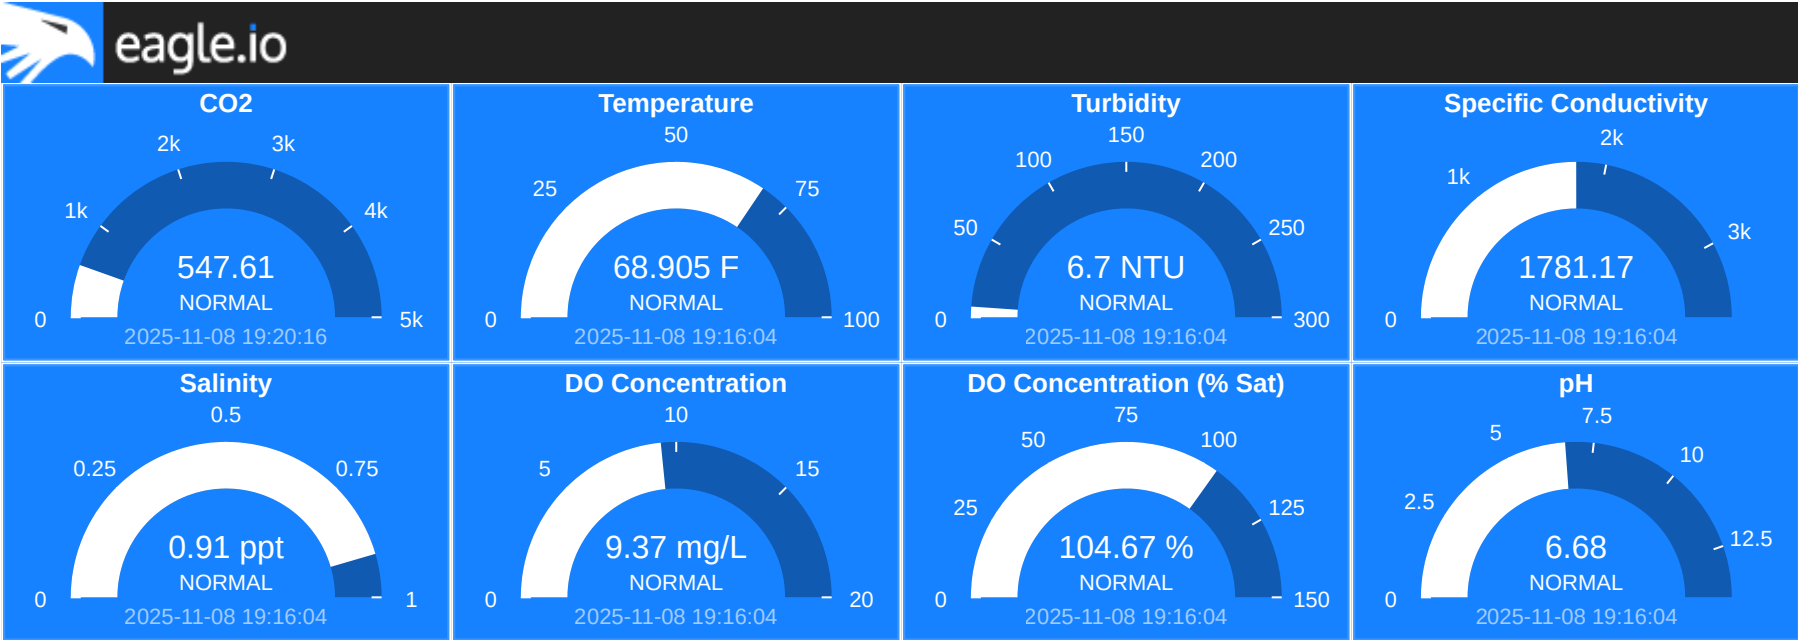 eagle.io
CO2
0
1k
2k
3k
4k
5k
547.61
NORMAL
2025-11-08 19:20:16
Temperature
0
25
50
75
100
68.905 F
NORMAL
2025-11-08 19:16:04
Turbidity
0
50
100
150
200
250
300
6.7 NTU
NORMAL
2025-11-08 19:16:04
Specific Conductivity
0
1k
2k
3k
1781.17
NORMAL
2025-11-08 19:16:04
Salinity
0
0.25
0.5
0.75
1
0.91 ppt
NORMAL
2025-11-08 19:16:04
DO Concentration
0
5
10
15
20
9.37 mg/L
NORMAL
2025-11-08 19:16:04
DO Concentration (% Sat)
0
25
50
75
100
125
150
104.67 %
NORMAL
2025-11-08 19:16:04
pH
0
2.5
5
7.5
10
12.5
6.68
NORMAL
2025-11-08 19:16:04